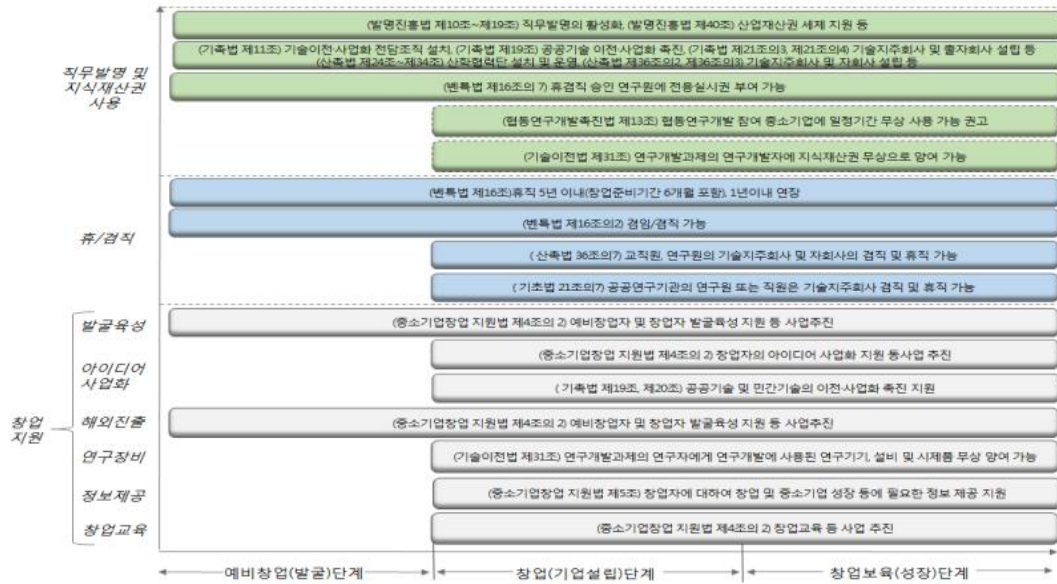 (발명진흥법 제10조~제19조) 직무발명의 활성화, (발명진흥법 제40조) 산업재산권 세제 지원 등
(기촉법 제11조) 기술이전·사업화 전담조직 설치, (기촉법 제19조) 공공기술 이전·사업화 촉진, (기촉법 제21조의3, 제21조의4) 기술지주회사 및 출자회사 설립 등
(산촉법 제24조~제34조) 산학협력단 설치 및 운영, (산촉법 제36조의2, 제36조의3) 기술지주회사 및 자회사 설립 등
직무발명 및
지식재산권
사용
(벤특법 제16조의 7) 휴겸직 승인 연구원에 전용실시권 부여 가능
(협동연구개발촉진법 제13조) 협동연구개발 참여 중소기업에 일정기간 무상 사용 가능 권고
(기술이전법 제31조) 연구개발과제의 연구개발자에 지식재산권 무상으로 양여 가능
(벤특법 제16조)휴직 5년 이내(창업준비기간 6개월 포함), 1년이내 연장
(벤특법 제16조의2) 겸임/겸직 가능
휴/겸직
( 산촉법 36조의7) 교직원, 연구원의 기술지주회사 및 자회사의 겸직 및 휴직 가능
( 기초법 21조의7) 공공연구기관의 연구원 또는 직원은 기술지주회사 겸직 및 휴직 가능
발굴육성
(중소기업창업 지원법 제4조의 2) 예비창업자 및 창업자 발굴육성 지원 등 사업추진
아이디어
사업화
(중소기업창업 지원법 제4조의 2) 창업자의 아이디어 사업화 지원 등사업 추진
( 기촉법 제19조, 제20조) 공공기술 및 민간기술의 이전·사업화 촉진 지원
창업
지원
해외진출
(중소기업창업 지원법 제4조의 2) 예비창업자 및 창업자 발굴육성 지원 등 사업추진
연구장비
(기술이전법 제31조) 연구개발과제의 연구자에게 연구개발에 사용된 연구기기, 설비 및 시제품 무상 양여 가능
정보제공
(중소기업창업 지원법 제5조) 창업자에 대하여 창업 및 중소기업 성장 등에 필요한 정보 제공 지원
창업교육
(중소기업창업 지원법 제4조의 2) 창업교육 등 사업 추진
예비창업(발굴)단계
창업(기업설립)단계
창업보육(성장)단계